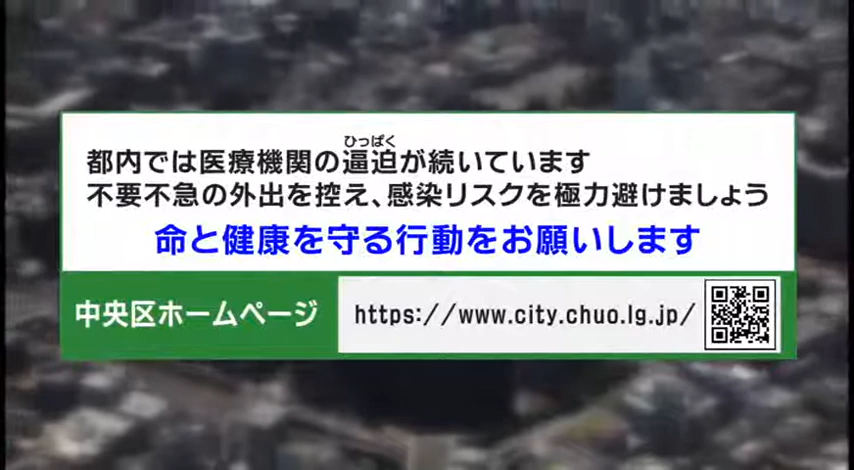 ひっぱく
都内では医療機関の逼迫が続いています
不要不急の外出を控え、感染リスクを極力避けましょう
命と健康を守る行動をお願いします
中央区ホームページ
https://www.city.chuo.lg.jp/